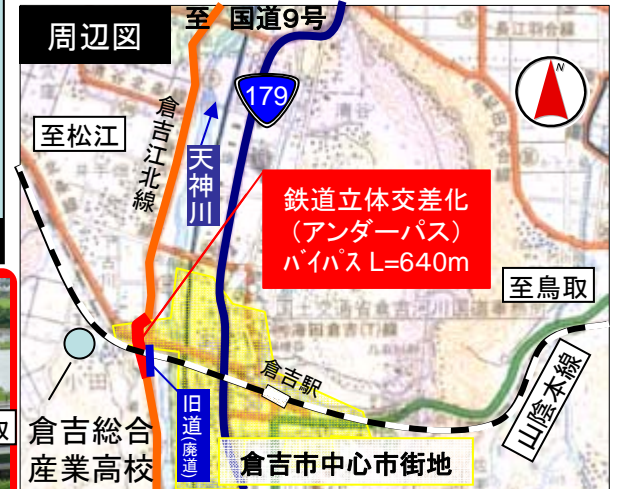 周辺図
至 国道9号
N
179
至松江
倉吉江北線
天神川
鉄道立体交差化
（アンダーパス）
バイパス L=640m
至鳥取
倉吉駅
山陰本線
小田
旧道(廃道)
倉吉総合
産業高校
倉吉市中心市街地